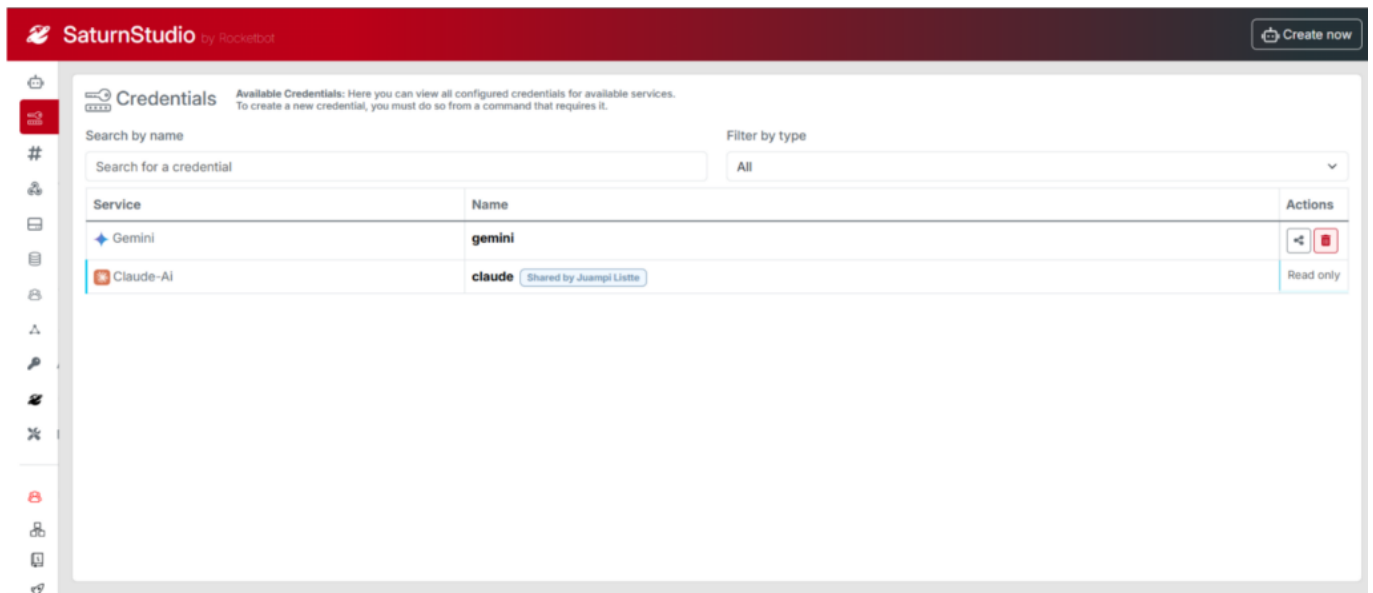 SaturnStudio by Rocketbot
Create now
Credentials
Available Credentials: Here you can view all configured credentials for available services.
To create a new credential, you must do so from a command that requires it.
Search by name
Filter by type
Search for a credential
All
Service Name Actions
Gemini gemini
Claude-Ai claude Shared by Juampi Listte Read only